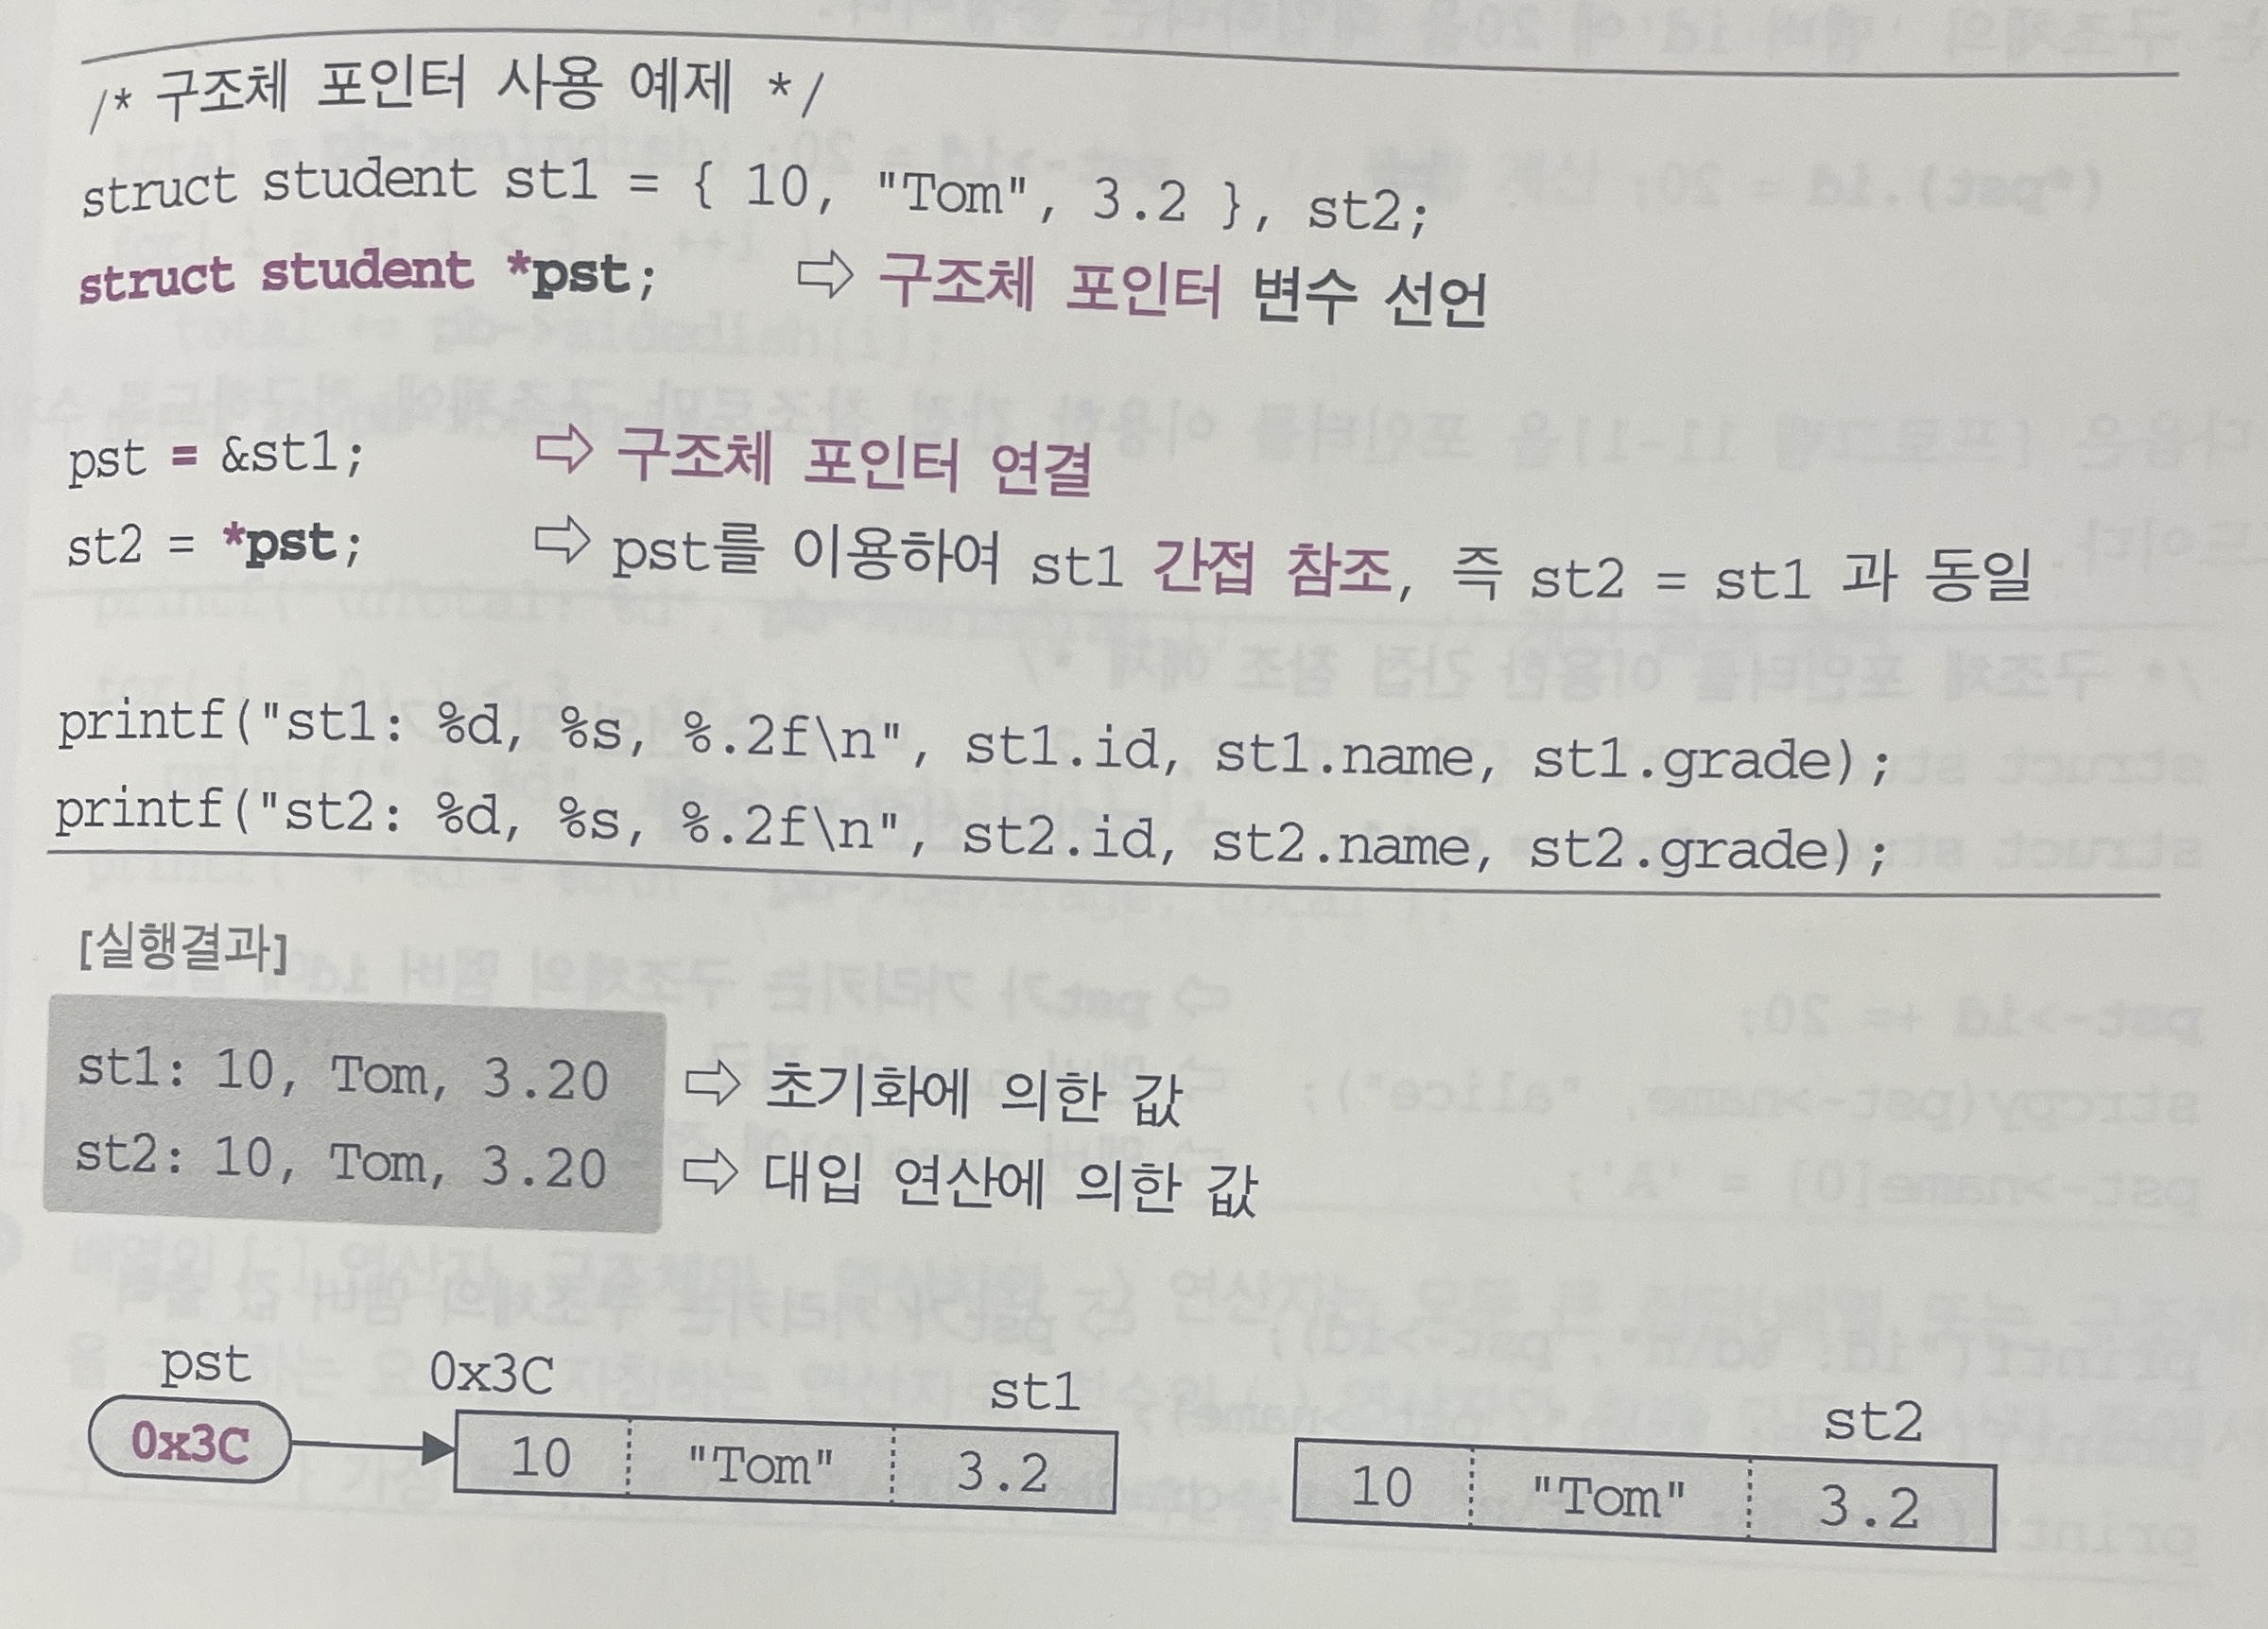 /* 구조체 포인터 사용 예제 */
struct student st1 = { 10, "Tom", 3.2 }, st2;
struct student *pst; ⇨ 구조체 포인터 변수 선언
pst = &st1; ⇨ 구조체 포인터 연결
st2 = *pst; ⇨ pst를 이용하여 st1 간접 참조, 즉 st2 = st1 과 동일
printf("st1: %d, %s, %.2f\n", st1.id, st1.name, st1.grade);
printf("st2: %d, %s, %.2f\n", st2.id, st2.name, st2.grade);
[실행결과]
st1: 10, Tom, 3.20 ⇨ 초기화에 의한 값
st2: 10, Tom, 3.20 ⇨ 대입 연산에 의한 값
pst 0x3C st1 st2
0x3C 10 "Tom" 3.2 10 "Tom" 3.2